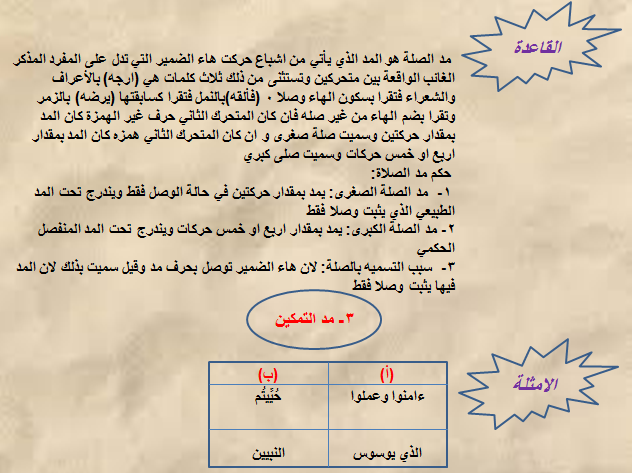 القاعدة
مد الصلة هو المد الذي يأتي من اشباع حركت هاء الضمير التي تدل على المفرد المذكر
الغائب الواقعة بين متحركين وتستثنى من ذلك ثلاث كلمات هي (ارجه) بالأعراف
والشعراء فتقرا بسكون الهاء وصلا ٠ (فألقه)بالنمل فتقرا كسابقتها (يرضه) بالزمر
وتقرا بضم الهاء من غير صله فان كان المتحرك الثاني حرف غير الهمزة كان المد
بمقدار حركتين وسميت صلة صغرى و ان كان المتحرك الثاني همزه كان المد بمقدار
اربع او خمس حركات وسميت صلى كبري
حكم مد الصلاة:
١- مد الصلة الصغرى: يمد بمقدار حركتين في حالة الوصل فقط ويندرج تحت المد
الطبيعي الذي يثبت وصلا فقط
٢- مد الصلة الكبرى: يمد بمقدار اربع او خمس حركات ويندرج تحت المد المنفصل
الحكمي
٣- سبب التسميه بالصلة: لان هاء الضمير توصل بحرف مد وقيل سميت بذلك لان المد
فيها يثبت وصلا فقط
٣- مد التمكين
الامثلة
(أ) (ب)
ءامنوا وعملوا حُيِّيتُم
الذي يوسوس النبيين